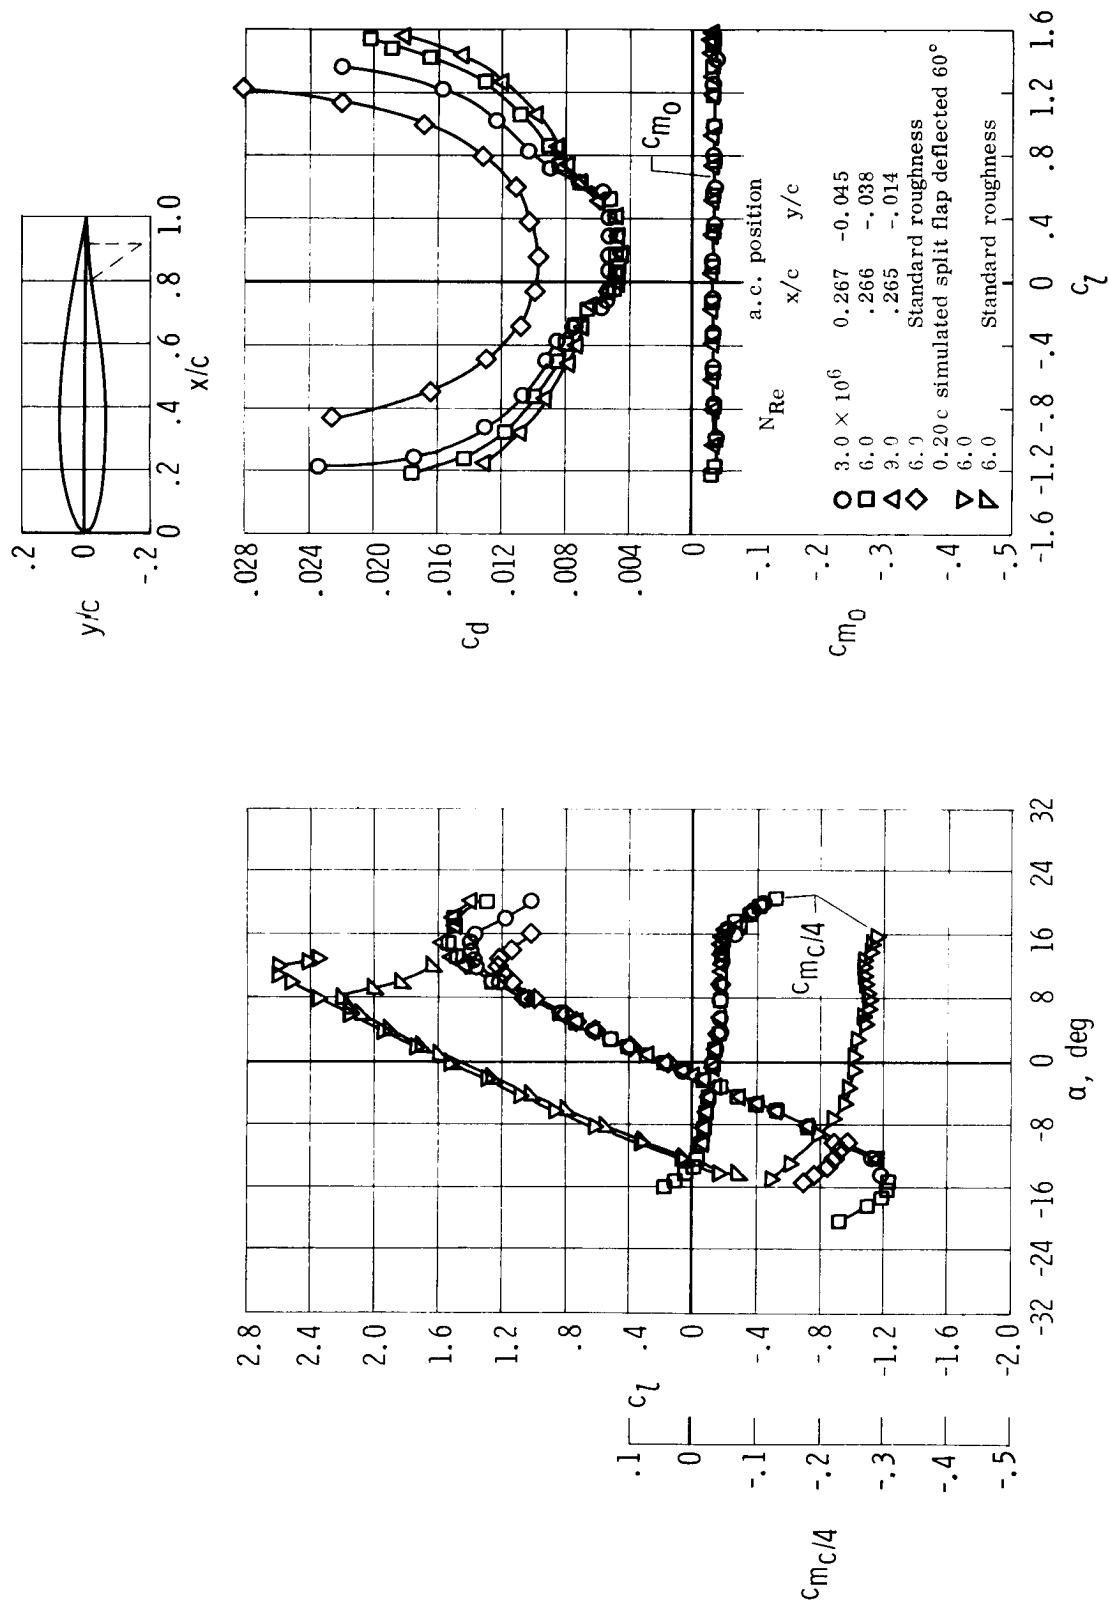 .2
0
-.2
y/c
0 .2 .4 .6 .8 1.0
x/c
.028
.024
.020
.016
.012
.008
.004
0
-.1
-.2
-.3
-.4
-.5
c_d
c_m0
c_m0
-1.6 -1.2 -.8 -.4 0 .4 .8 1.2 1.6
c_l
a.c. position
N_Re x/c y/c
3.0 × 10^6 0.267 -0.045
6.0 .266 -.038
9.0 .265 -.014
6.0 Standard roughness
0.20c simulated split flap deflected 60°
6.0
6.0 Standard roughness
2.8
2.4
2.0
1.6
1.2
.8
.4
0
-.4
-.8
-1.2
-1.6
-2.0
c_l
.1
0
-.1
-.2
-.3
-.4
-.5
c_mc/4
c_mc/4
-32 -24 -16 -8 0 8 16 24 32
α, deg